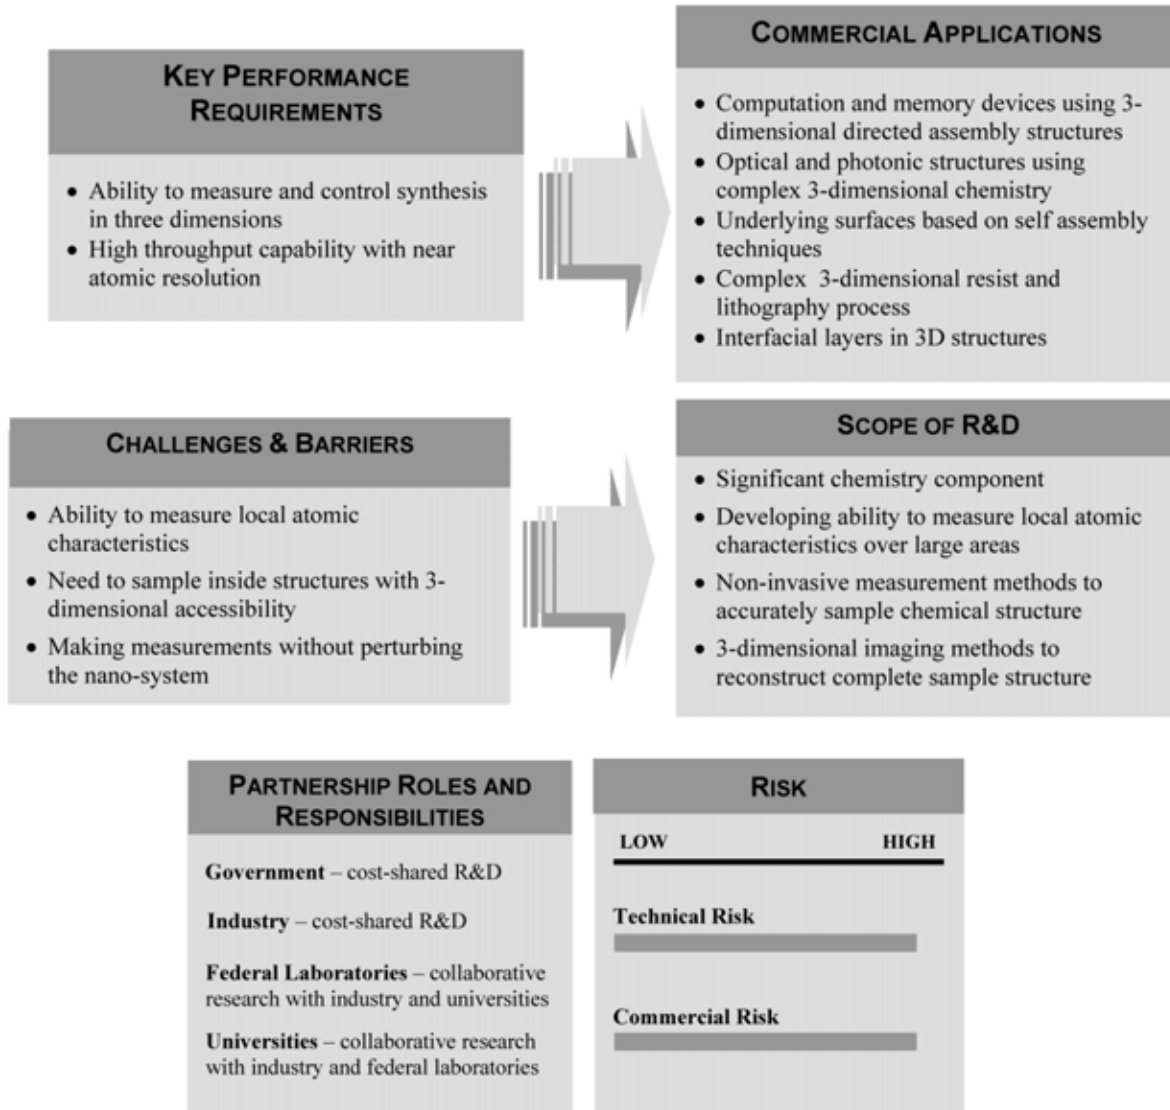 KEY PERFORMANCE
REQUIREMENTS
• Ability to measure and control synthesis
in three dimensions
• High throughput capability with near
atomic resolution
COMMERCIAL APPLICATIONS
• Computation and memory devices using 3-
dimensional directed assembly structures
• Optical and photonic structures using
complex 3-dimensional chemistry
• Underlying surfaces based on self assembly
techniques
• Complex 3-dimensional resist and
lithography process
• Interfacial layers in 3D structures
CHALLENGES & BARRIERS
• Ability to measure local atomic
characteristics
• Need to sample inside structures with 3-
dimensional accessibility
• Making measurements without perturbing
the nano-system
SCOPE OF R&D
• Significant chemistry component
• Developing ability to measure local atomic
characteristics over large areas
• Non-invasive measurement methods to
accurately sample chemical structure
• 3-dimensional imaging methods to
reconstruct complete sample structure
PARTNERSHIP ROLES AND
RESPONSIBILITIES
Government – cost-shared R&D
Industry – cost-shared R&D
Federal Laboratories – collaborative
research with industry and universities
Universities – collaborative research
with industry and federal laboratories
RISK
LOW HIGH
Technical Risk
Commercial Risk